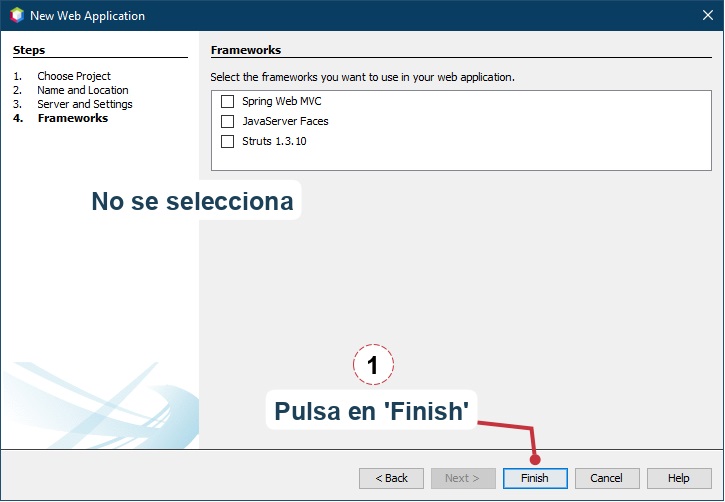 New Web Application
Steps
1. Choose Project
2. Name and Location
3. Server and Settings
4. Frameworks
Frameworks
Select the frameworks you want to use in your web application.
Spring Web MVC
JavaServer Faces
Struts 1.3.10
No se selecciona
1
Pulsa en 'Finish'
< Back
Next >
Finish
Cancel
Help